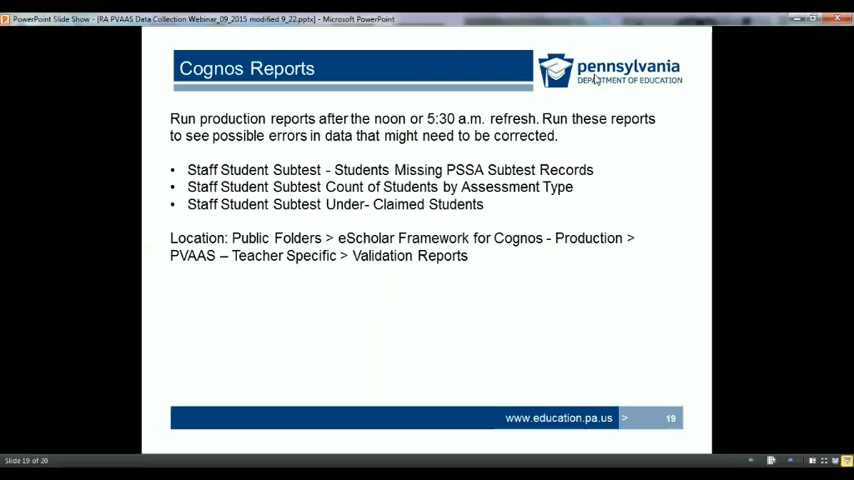 PowerPoint Slide Show - [RA PVAAS Data Collection Webinar_09_2015 modified 9_22.pptx] - Microsoft PowerPoint
Cognos Reports
pennsylvania
DEPARTMENT OF EDUCATION
Run production reports after the noon or 5:30 a.m. refresh. Run these reports
to see possible errors in data that might need to be corrected.
• Staff Student Subtest - Students Missing PSSA Subtest Records
• Staff Student Subtest Count of Students by Assessment Type
• Staff Student Subtest Under- Claimed Students
Location: Public Folders > eScholar Framework for Cognos - Production >
PVAAS – Teacher Specific > Validation Reports
www.education.pa.us > 19
Slide 19 of 20